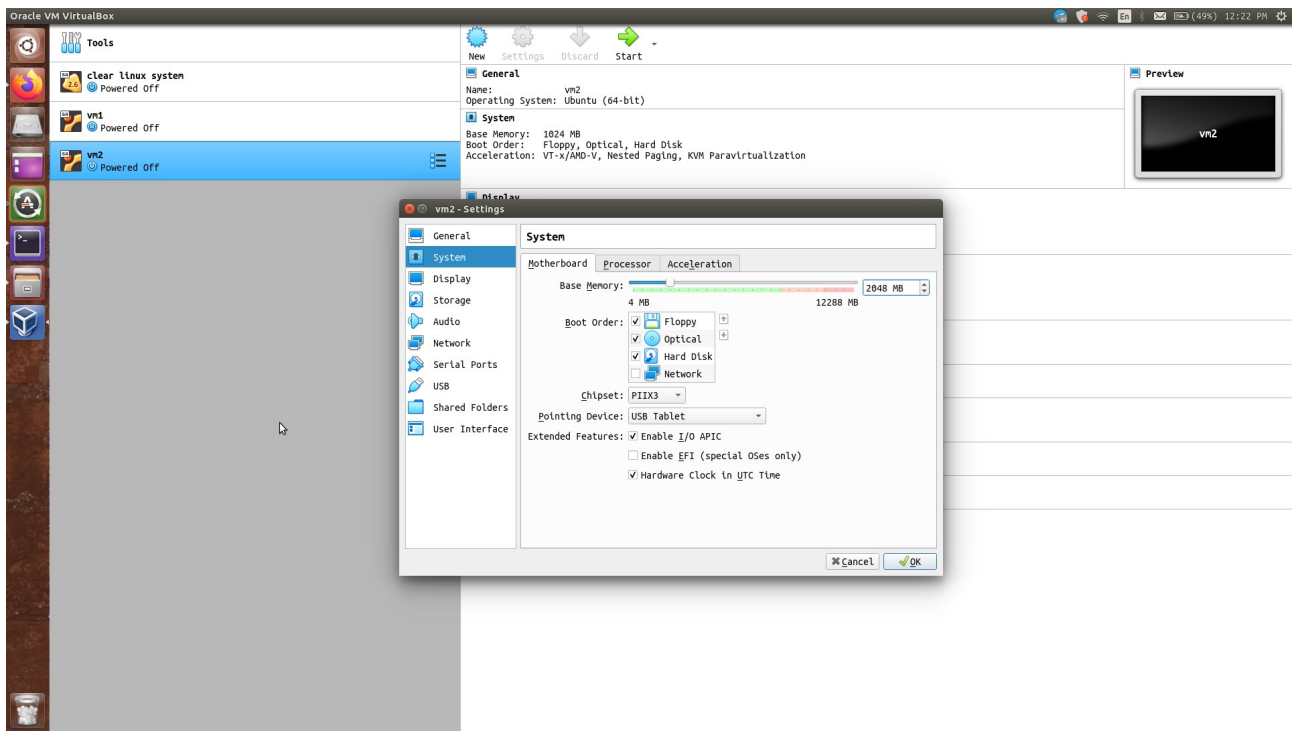 Oracle VM VirtualBox
En (49%) 12:22 PM
Tools
clear linux system
Powered Off
vm1
Powered Off
vm2
Powered Off
New Settings Discard Start
General
Name: vm2
Operating System: Ubuntu (64-bit)
System
Base Memory: 1024 MB
Boot Order: Floppy, Optical, Hard Disk
Acceleration: VT-x/AMD-V, Nested Paging, KVM Paravirtualization
Display
Preview
vm2
vm2 - Settings
General
System
Display
Storage
Audio
Network
Serial Ports
USB
Shared Folders
User Interface
System
Motherboard Processor Acceleration
Base Memory: 2048 MB
4 MB 12288 MB
Boot Order: Floppy
Optical
Hard Disk
Network
Chipset: PIIX3
Pointing Device: USB Tablet
Extended Features: Enable I/O APIC
Enable EFI (special OSes only)
Hardware Clock in UTC Time
Cancel OK